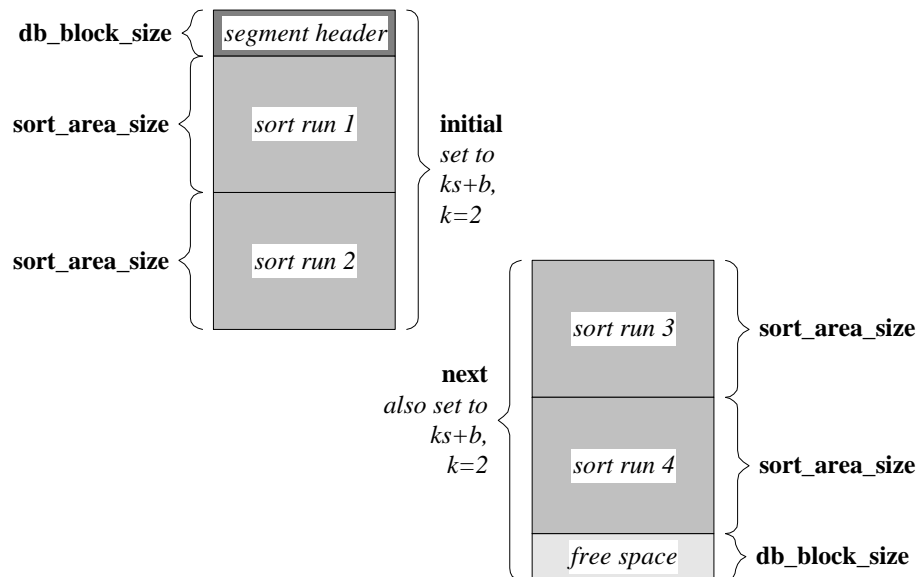 db_block_size
segment header
sort_area_size
sort run 1
initial
set to
ks+b,
k=2
sort_area_size
sort run 2
sort run 3
sort_area_size
next
also set to
ks+b,
k=2
sort run 4
sort_area_size
free space
db_block_size